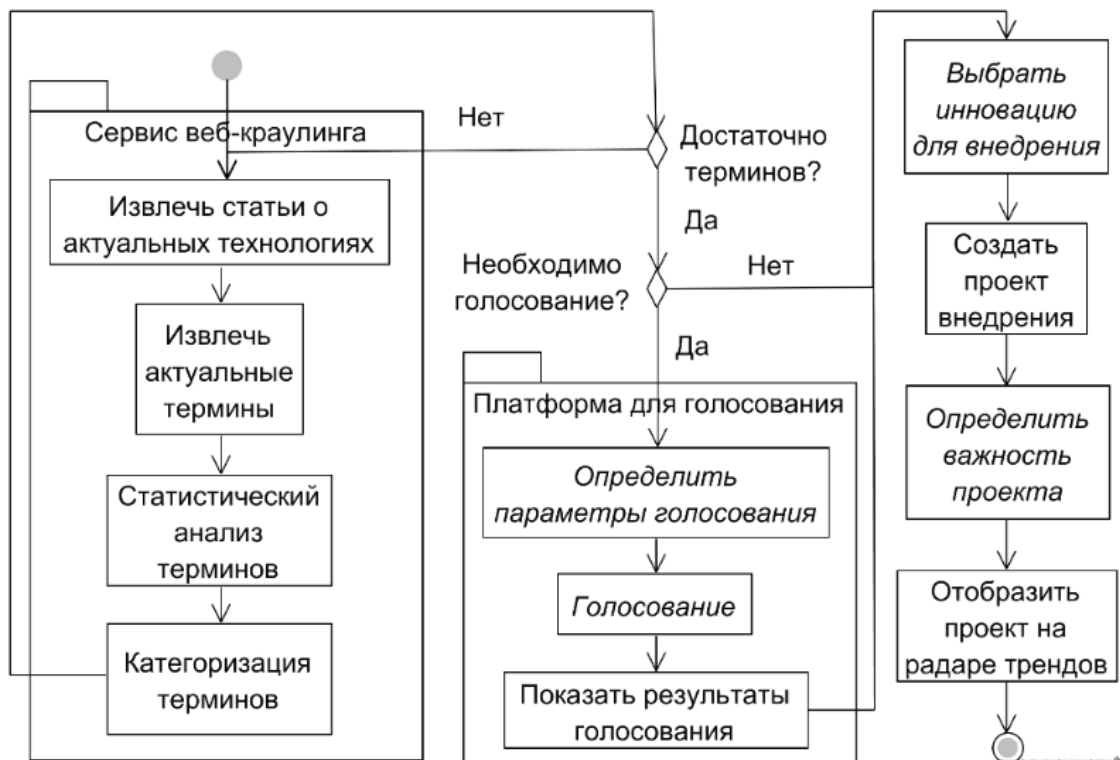 Сервис веб-краулинга
Извлечь статьи о
актуальных технологиях
Извлечь
актуальные
термины
Статистический
анализ
терминов
Категоризация
терминов
Нет
Достаточно
терминов?
Да
Необходимо
голосование?
Нет
Да
Платформа для голосования
Определить
параметры голосования
Голосование
Показать результаты
голосования
Выбрать
инновацию
для внедрения
Создать
проект
внедрения
Определить
важность
проекта
Отобразить
проект на
радаре трендов